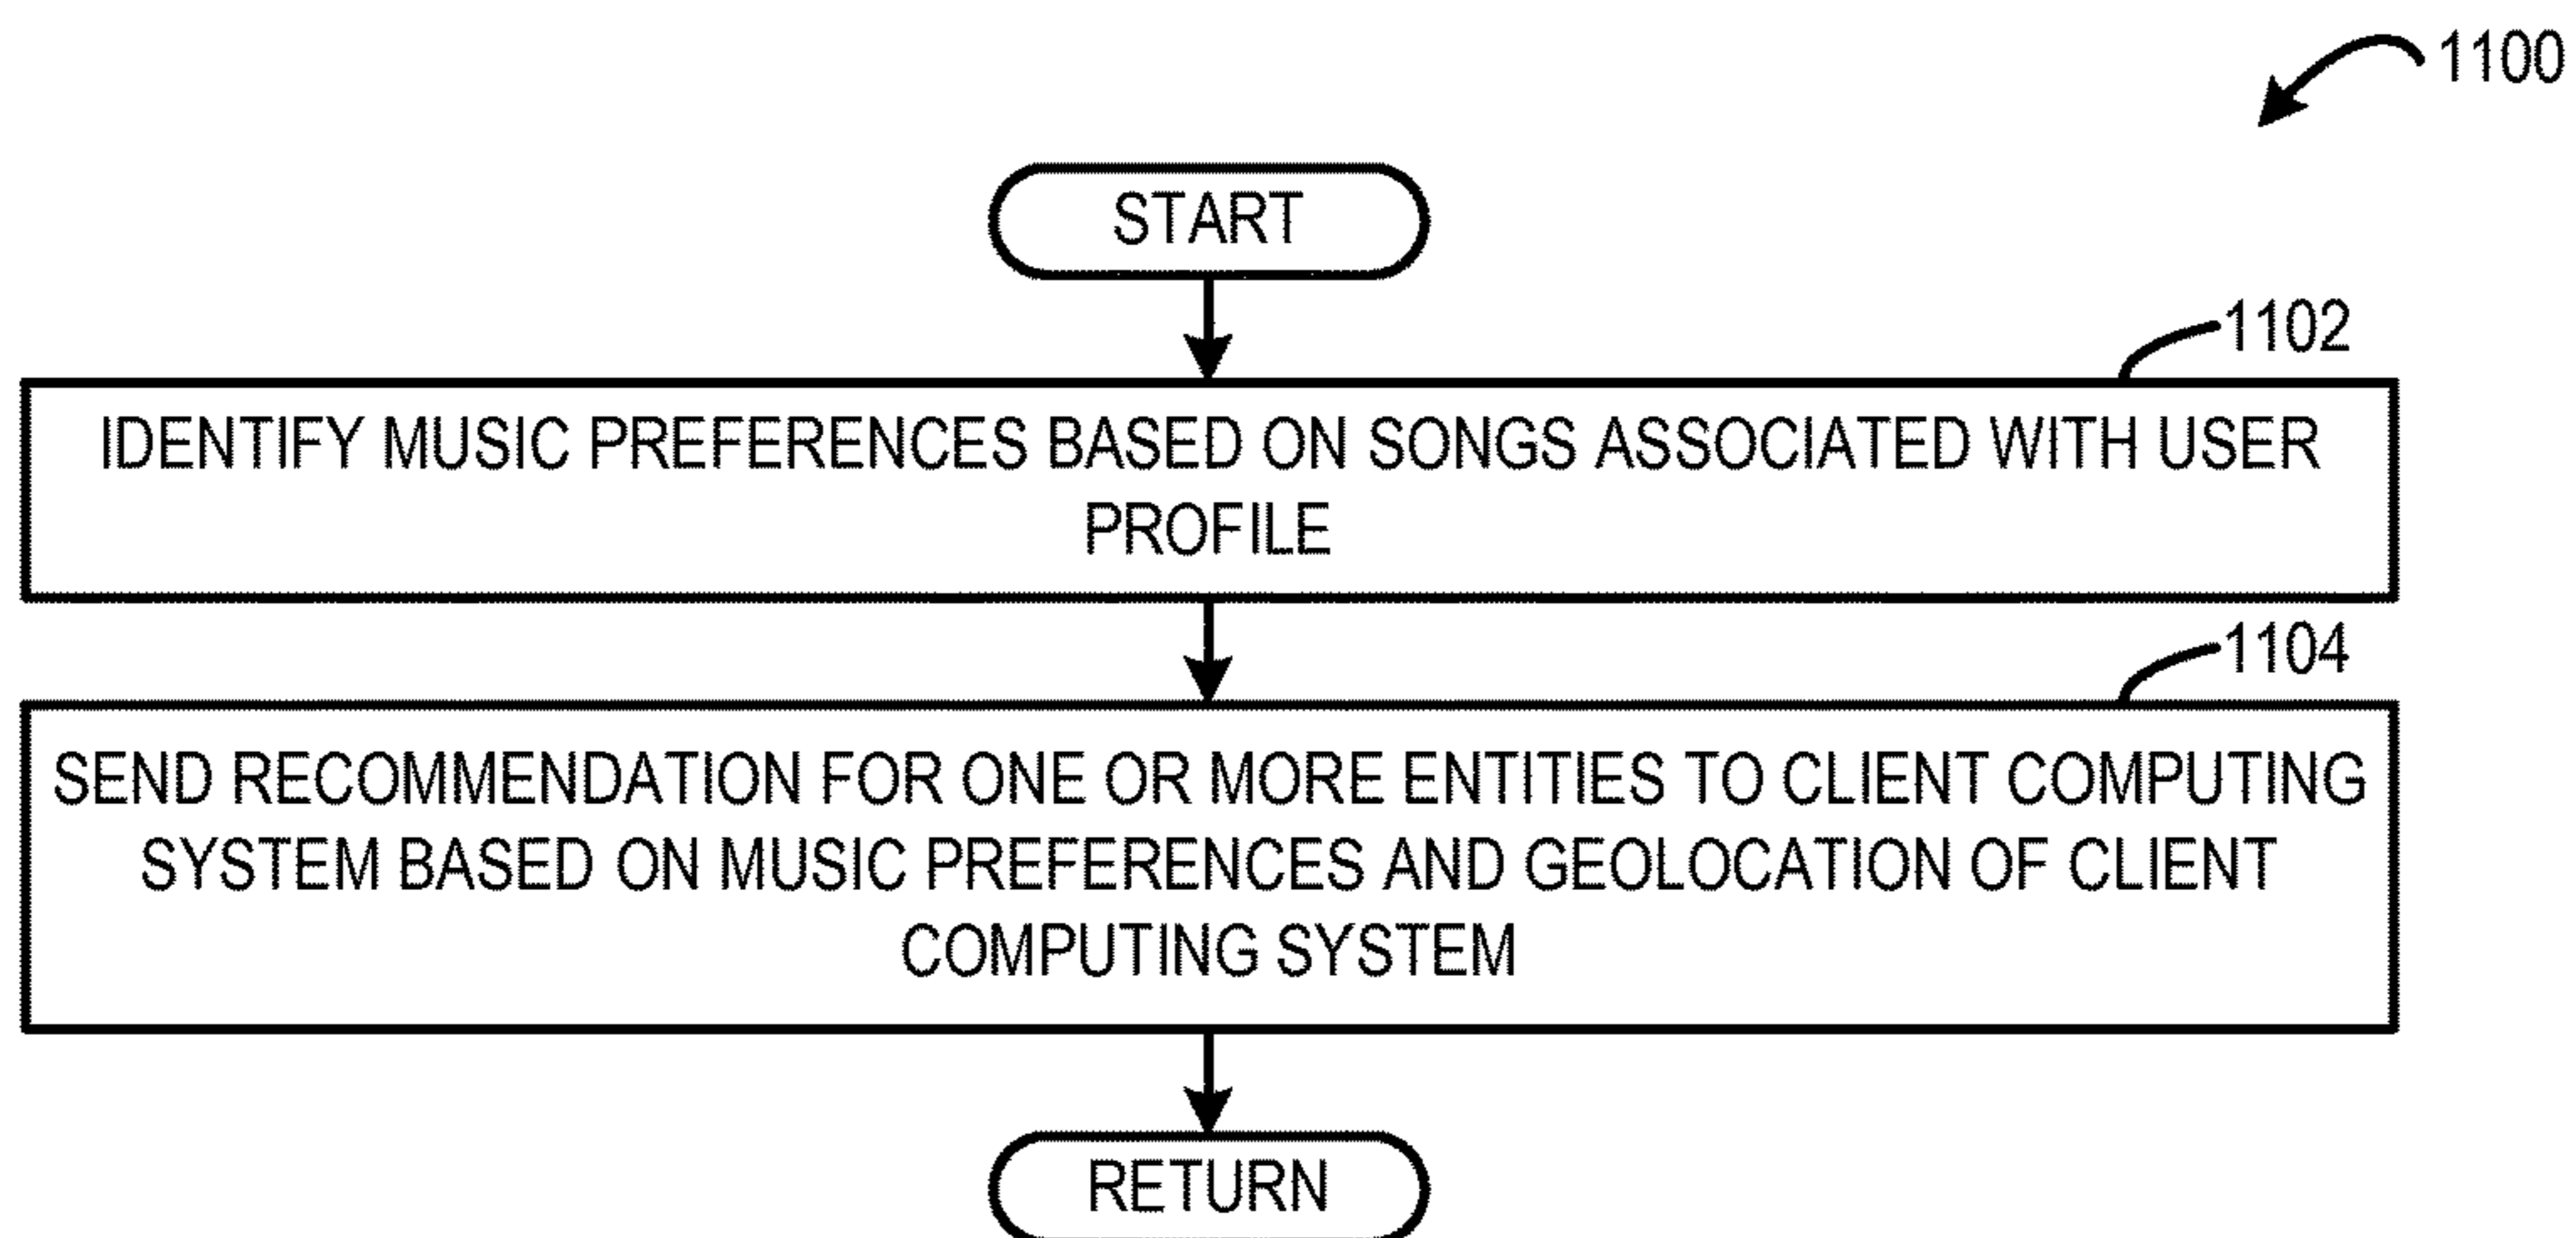 1100
START
1102
IDENTIFY MUSIC PREFERENCES BASED ON SONGS ASSOCIATED WITH USER
PROFILE
1104
SEND RECOMMENDATION FOR ONE OR MORE ENTITIES TO CLIENT COMPUTING
SYSTEM BASED ON MUSIC PREFERENCES AND GEOLOCATION OF CLIENT
COMPUTING SYSTEM
RETURN